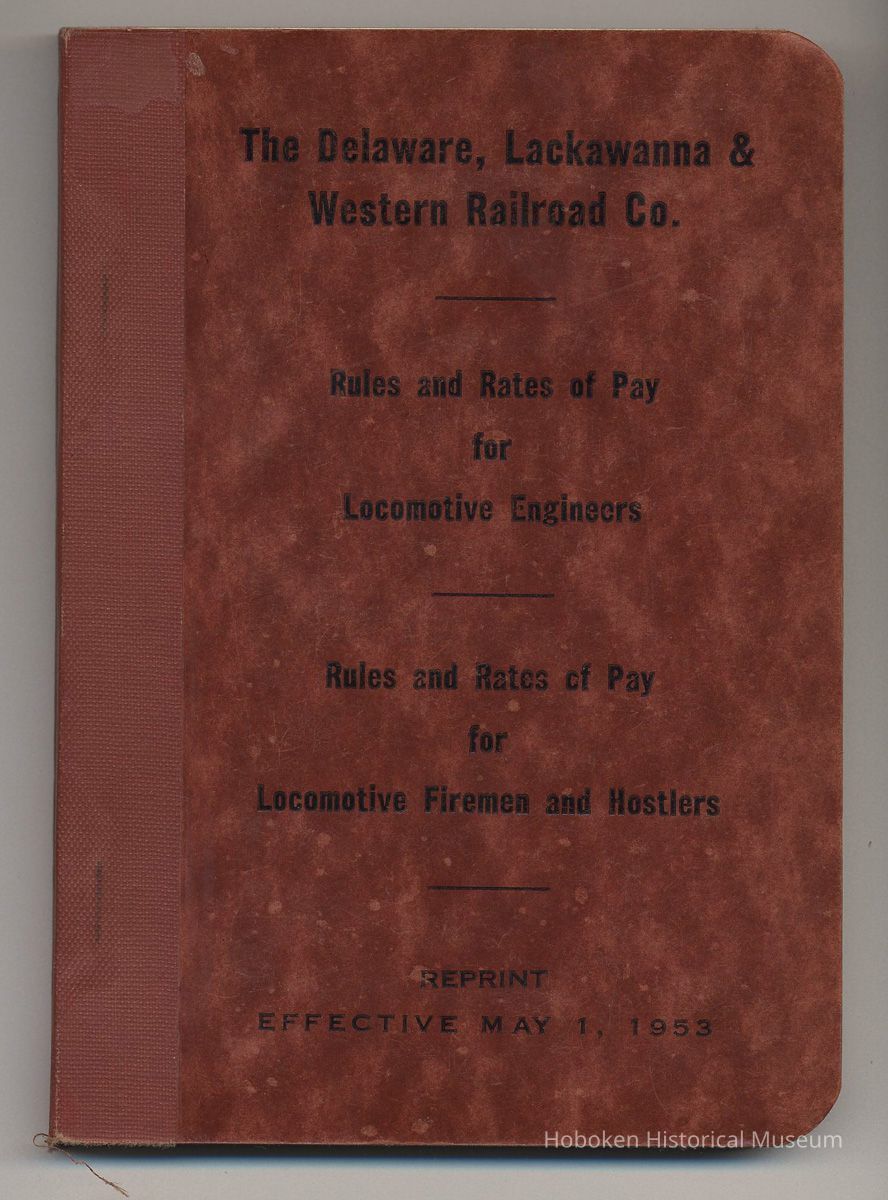 The Delaware, Lackawanna &
Western Railroad Co.
Rules and Rates of Pay
for
Locomotive Engineers
Rules and Rates of Pay
for
Locomotive Firemen and Hostlers
REPRINT
EFFECTIVE MAY 1, 1953
Hoboken Historical Museum